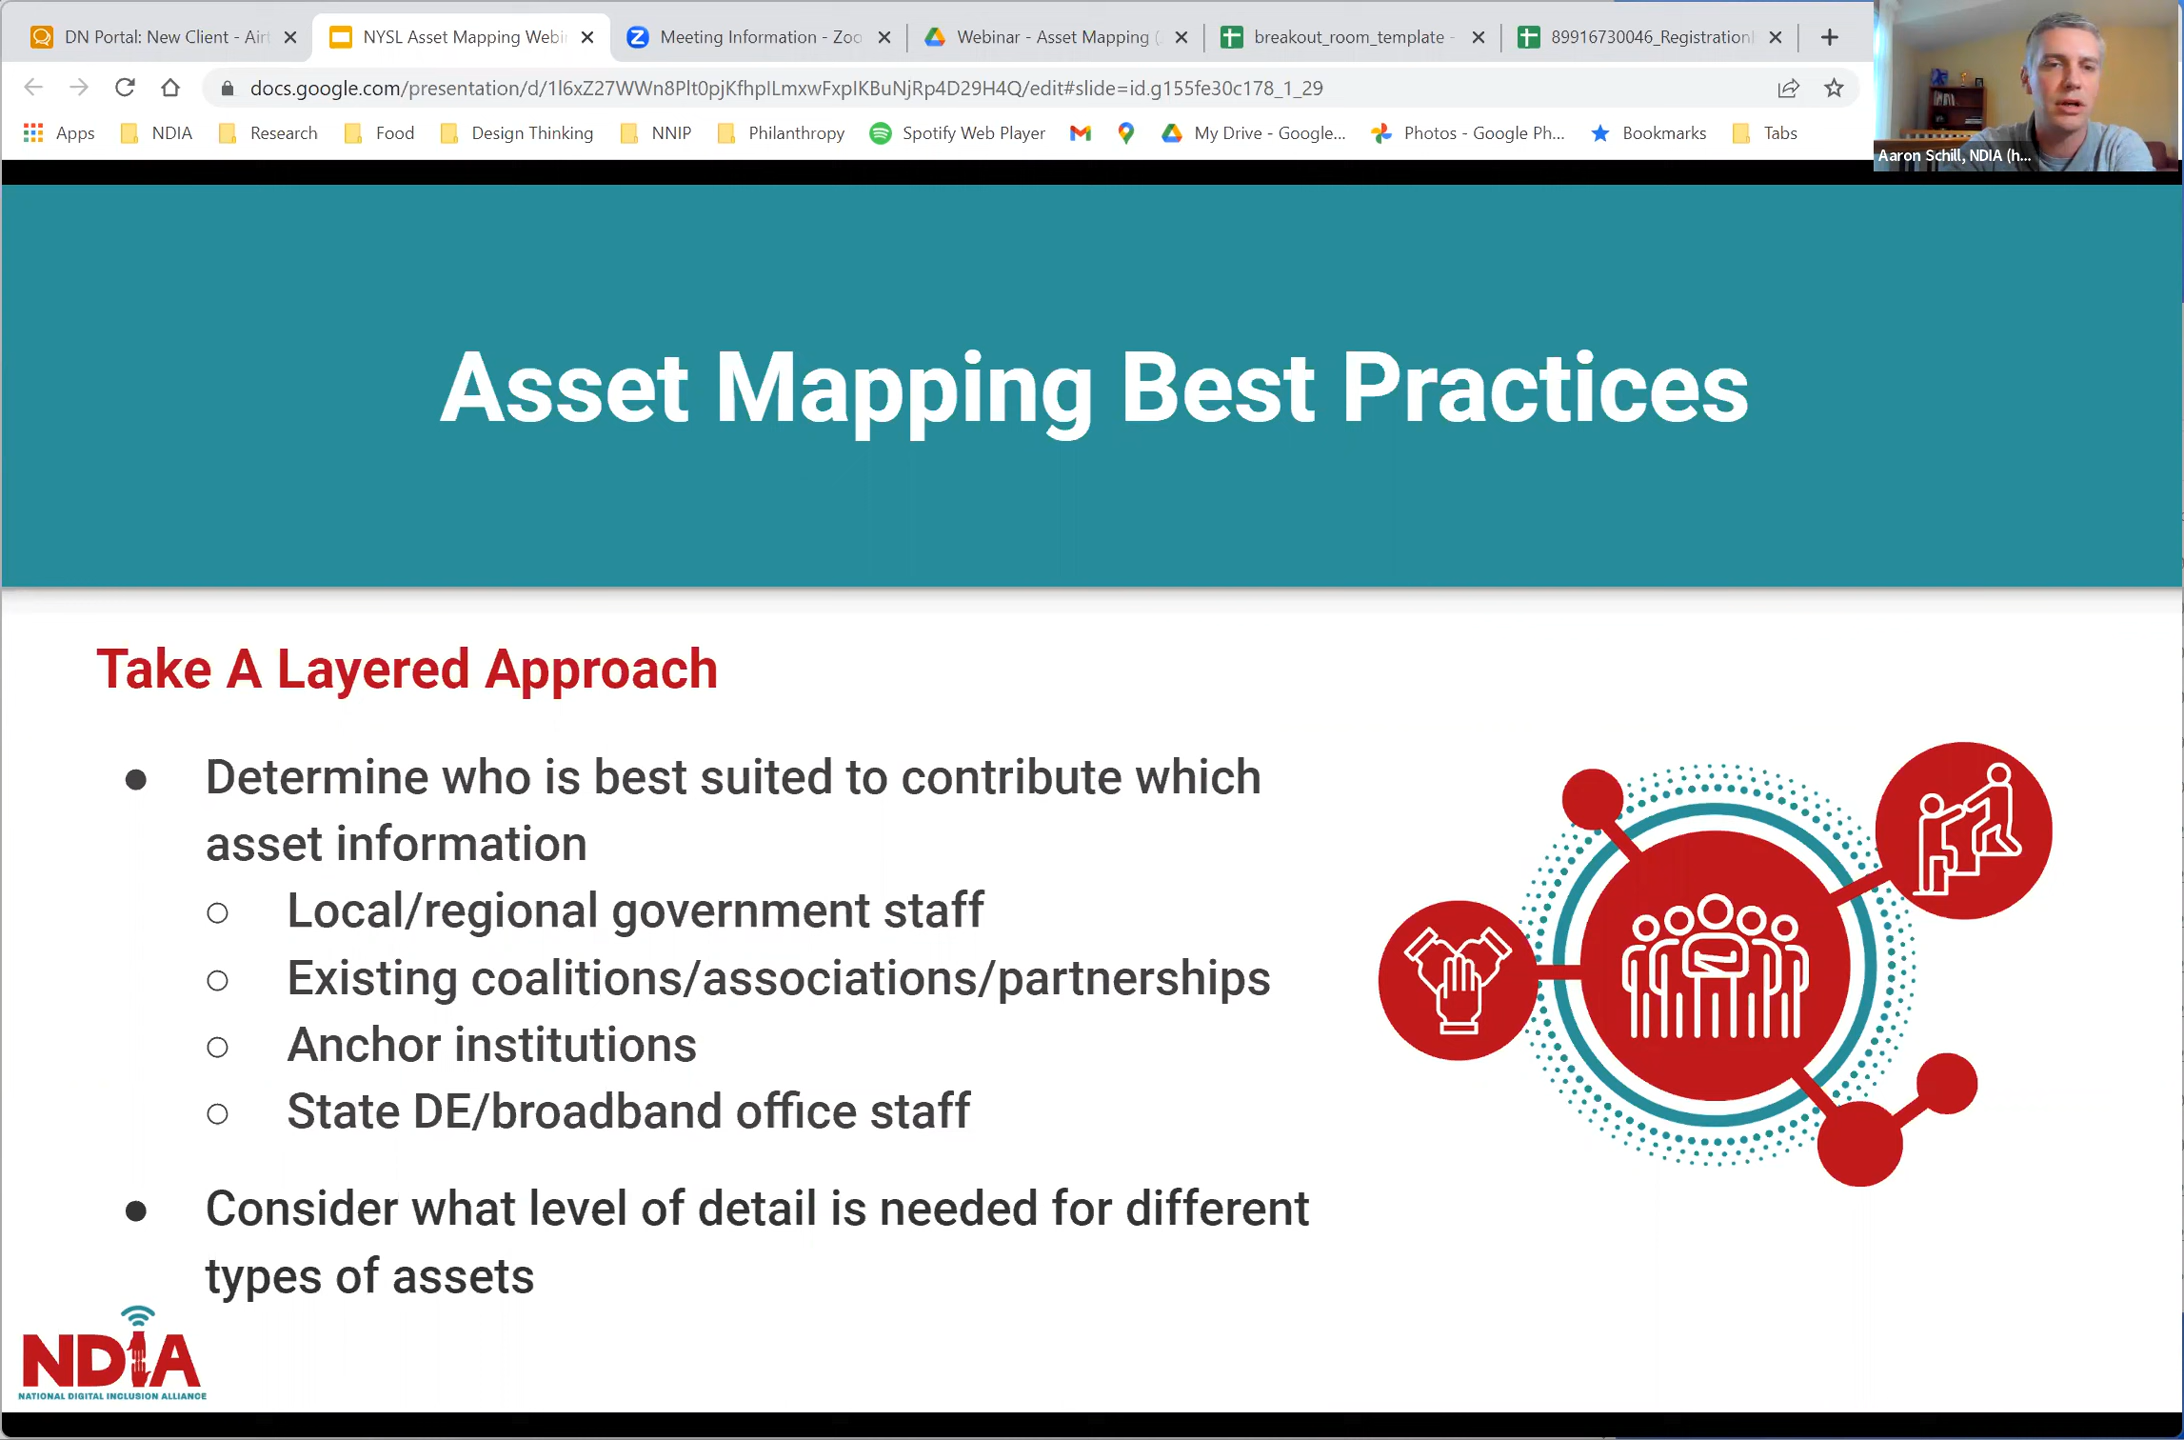 DN Portal: New Client - Airt
NYSL Asset Mapping Webi
Meeting Information - Zoo
Webinar - Asset Mapping (
breakout_room_template -
89916730046_Registration
docs.google.com/presentation/d/1l6xZ27WWn8Plt0pjKfhpILmxwFxpIKBuNjRp4D29H4Q/edit#slide=id.g155fe30c178_1_29
Apps
NDIA
Research
Food
Design Thinking
NNIP
Philanthropy
Spotify Web Player
My Drive - Google...
Photos - Google Ph...
Bookmarks
Tabs
Aaron Schill, NDIA (h...
Asset Mapping Best Practices
Take A Layered Approach
● Determine who is best suited to contribute which
asset information
○ Local/regional government staff
○ Existing coalitions/associations/partnerships
○ Anchor institutions
○ State DE/broadband office staff
● Consider what level of detail is needed for different
types of assets
NDIA
NATIONAL DIGITAL INCLUSION ALLIANCE